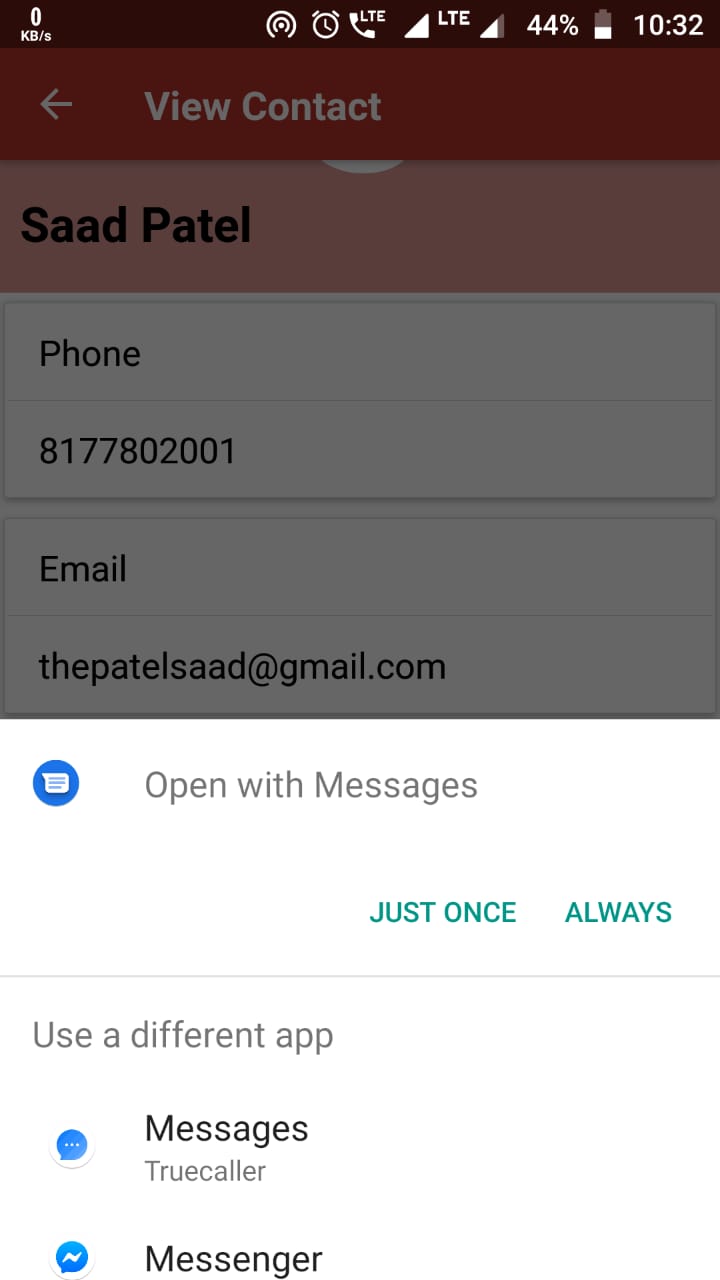 0
KB/s
LTE
LTE
44%
10:32
View Contact
Saad Patel
Phone
8177802001
Email
thepatelsaad@gmail.com
Open with Messages
JUST ONCE
ALWAYS
Use a different app
Messages
Truecaller
Messenger